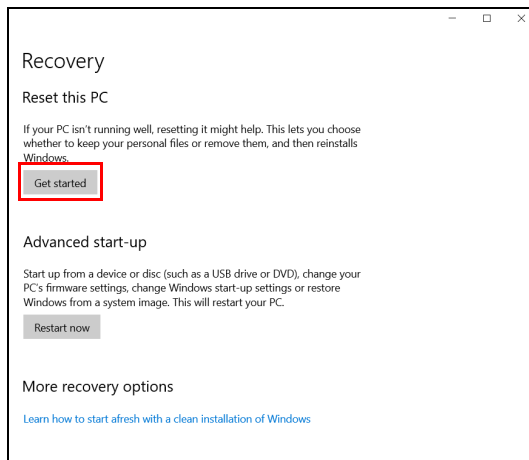 Recovery
Reset this PC
If your PC isn't running well, resetting it might help. This lets you choose
whether to keep your personal files or remove them, and then reinstalls
Windows.
Get started
Advanced start-up
Start up from a device or disc (such as a USB drive or DVD), change your
PC's firmware settings, change Windows start-up settings or restore
Windows from a system image. This will restart your PC.
Restart now
More recovery options
Learn how to start afresh with a clean installation of Windows